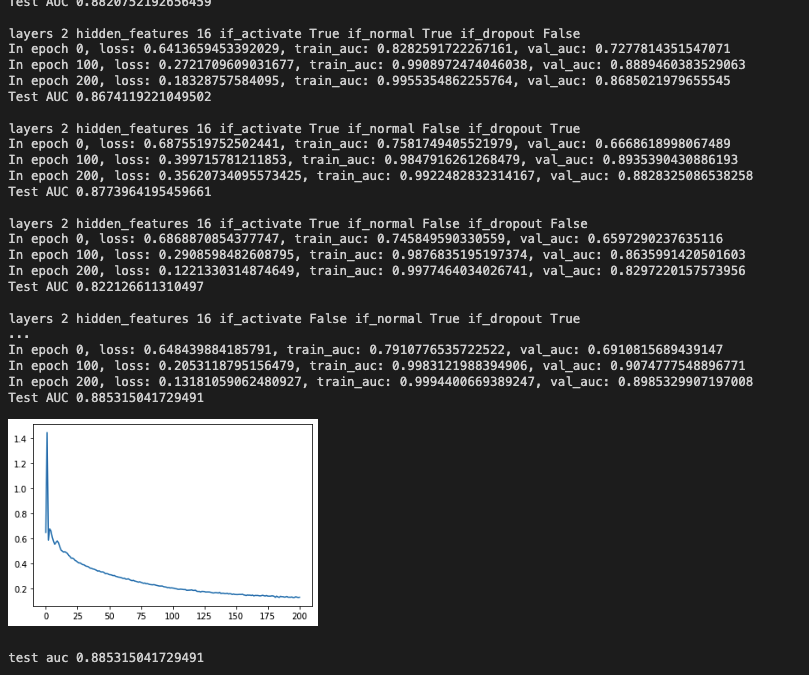 Test AUC 0.8820752192656459
layers 2 hidden_features 16 if_activate True if_normal True if_dropout False
In epoch 0, loss: 0.6413659453392029, train_auc: 0.8282591722267161, val_auc: 0.7277814351547071
In epoch 100, loss: 0.2721709609031677, train_auc: 0.9908972474046038, val_auc: 0.8889460383529063
In epoch 200, loss: 0.18328757584095, train_auc: 0.9955354862255764, val_auc: 0.8685021979655545
Test AUC 0.8674119221049502
layers 2 hidden_features 16 if_activate True if_normal False if_dropout True
In epoch 0, loss: 0.6875519752502441, train_auc: 0.7581749405521979, val_auc: 0.6668618998067489
In epoch 100, loss: 0.399715781211853, train_auc: 0.9847916261268479, val_auc: 0.8935390430886193
In epoch 200, loss: 0.35620734095573425, train_auc: 0.9922482832314167, val_auc: 0.8828325086538258
Test AUC 0.8773964195459661
layers 2 hidden_features 16 if_activate True if_normal False if_dropout False
In epoch 0, loss: 0.6868870854377747, train_auc: 0.745849590330559, val_auc: 0.6597290237635116
In epoch 100, loss: 0.2908598482608795, train_auc: 0.9876835195197374, val_auc: 0.8635991420501603
In epoch 200, loss: 0.1221330314874649, train_auc: 0.9977464034026741, val_auc: 0.8297220157573956
Test AUC 0.822126611310497
layers 2 hidden_features 16 if_activate False if_normal True if_dropout True
...
In epoch 0, loss: 0.648439884185791, train_auc: 0.7910776535722522, val_auc: 0.6910815689439147
In epoch 100, loss: 0.2053118795156479, train_auc: 0.9983121988394906, val_auc: 0.9074777548896771
In epoch 200, loss: 0.13181059062480927, train_auc: 0.9994400669389247, val_auc: 0.8985329907197008
Test AUC 0.885315041729491
1.4
1.2
1.0
0.8
0.6
0.4
0.2
0 25 50 75 100 125 150 175 200
test auc 0.885315041729491